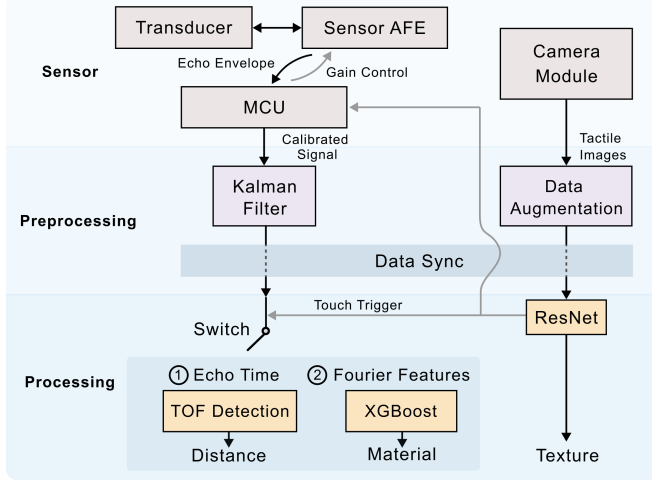 Transducer
Sensor AFE
Camera
Module
Sensor
Echo Envelope
Gain Control
MCU
Calibrated
Signal
Tactile
Images
Preprocessing
Kalman
Filter
Data
Augmentation
Data Sync
Touch Trigger
ResNet
Switch
Processing
1 Echo Time
2 Fourier Features
TOF Detection
XGBoost
Distance
Material
Texture